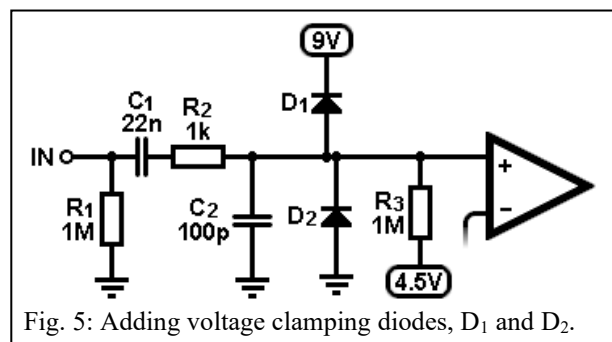 9V
D1
C1
22n
R2
1k
IN
R1
1M
C2
100p
D2
R3
1M
4.5V
+
−
Fig. 5: Adding voltage clamping diodes, D1 and D2.